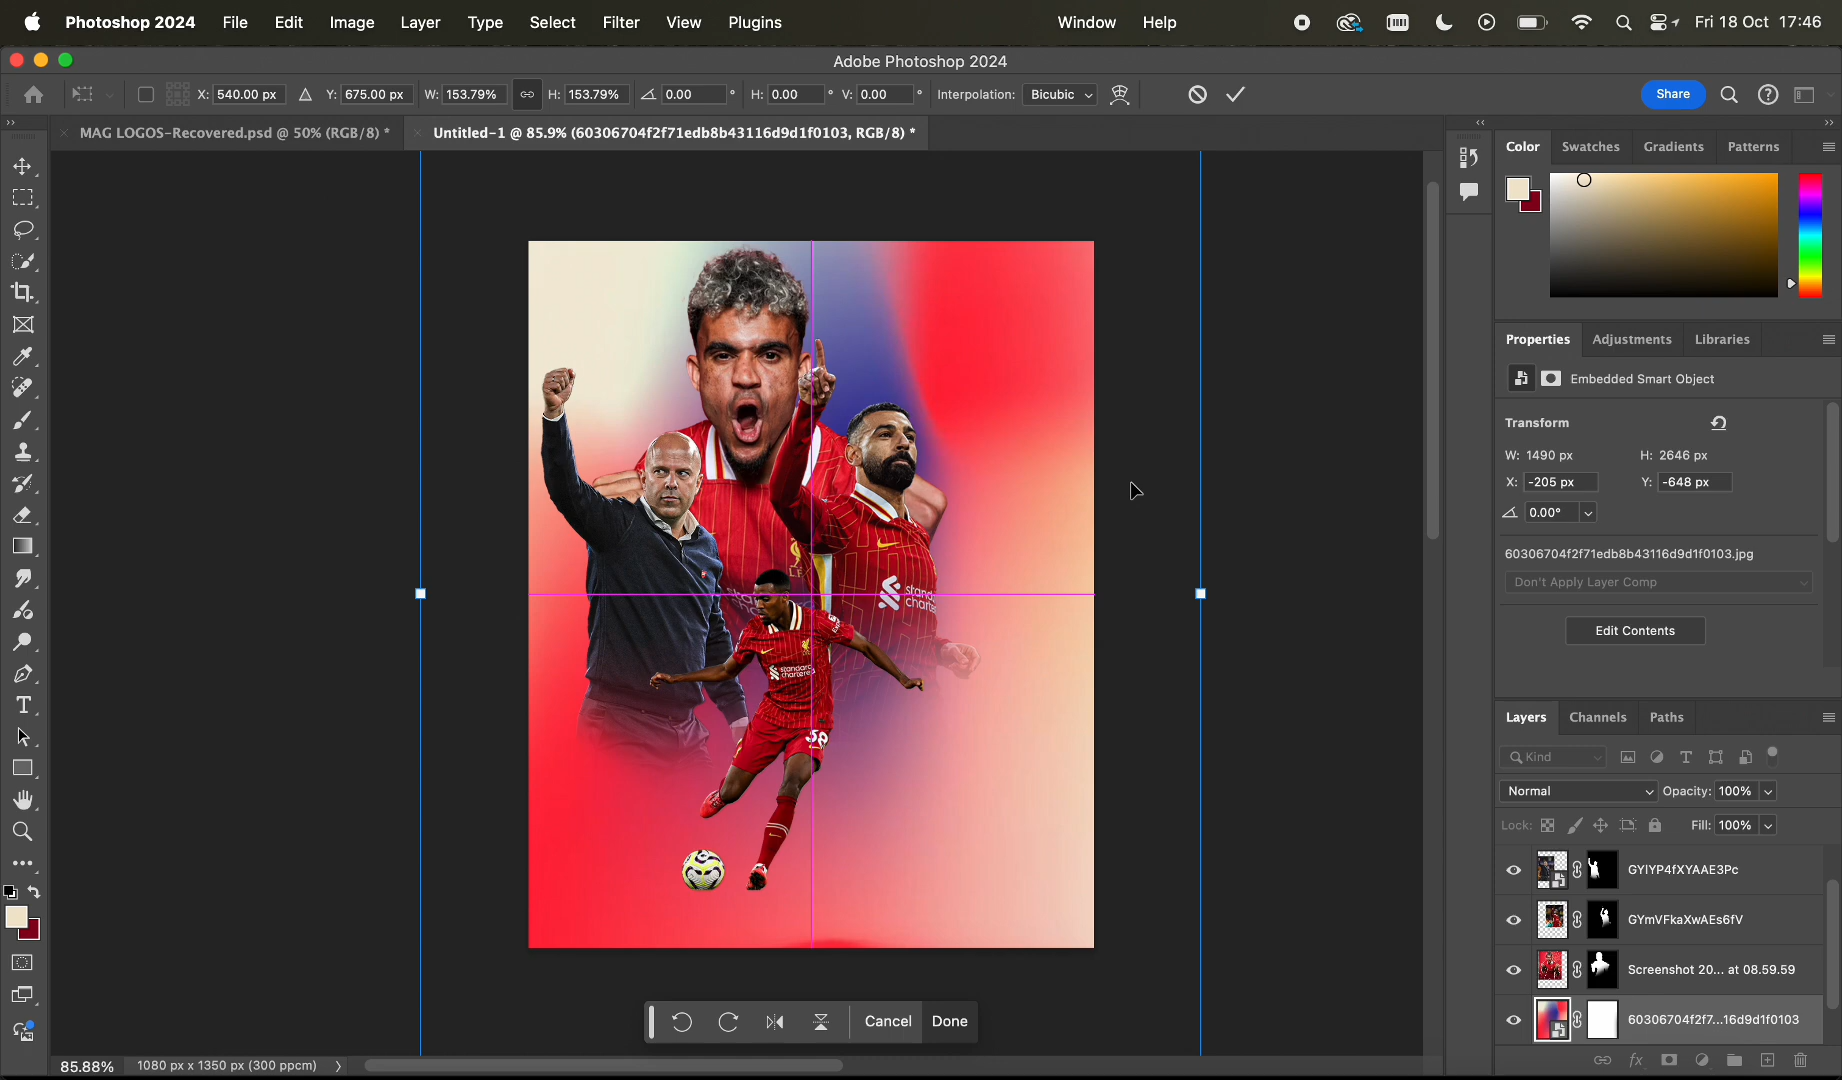 Photoshop 2024 File Edit Image Layer Type Select Filter View Plugins Window Help Fri 18 Oct 17:46
Adobe Photoshop 2024
X: 540.00 px Y: 675.00 px W: 153.79% H: 153.79% 0.00 ° H: 0.00 ° V: 0.00 ° Interpolation: Bicubic Share
MAG LOGOS-Recovered.psd @ 50% (RGB/8) * Untitled-1 @ 85.9% (60306704f2f71edb8b43116d9d1f0103, RGB/8) *
Color Swatches Gradients Patterns
Properties Adjustments Libraries
Embedded Smart Object
Transform
W: 1490 px H: 2646 px
X: -205 px Y: -648 px
0.00°
60306704f2f71edb8b43116d9d1f0103.jpg
Don't Apply Layer Comp
Edit Contents
standard
chartered
Layers Channels Paths
Kind
Normal Opacity: 100%
Lock: Fill: 100%
GYIYP4fXYAAE3Pc
GYmVFkaXwAEs6fV
Screenshot 20... at 08.59.59
60306704f2f7...16d9d1f0103
Cancel Done
85.88% 1080 px x 1350 px (300 ppcm)